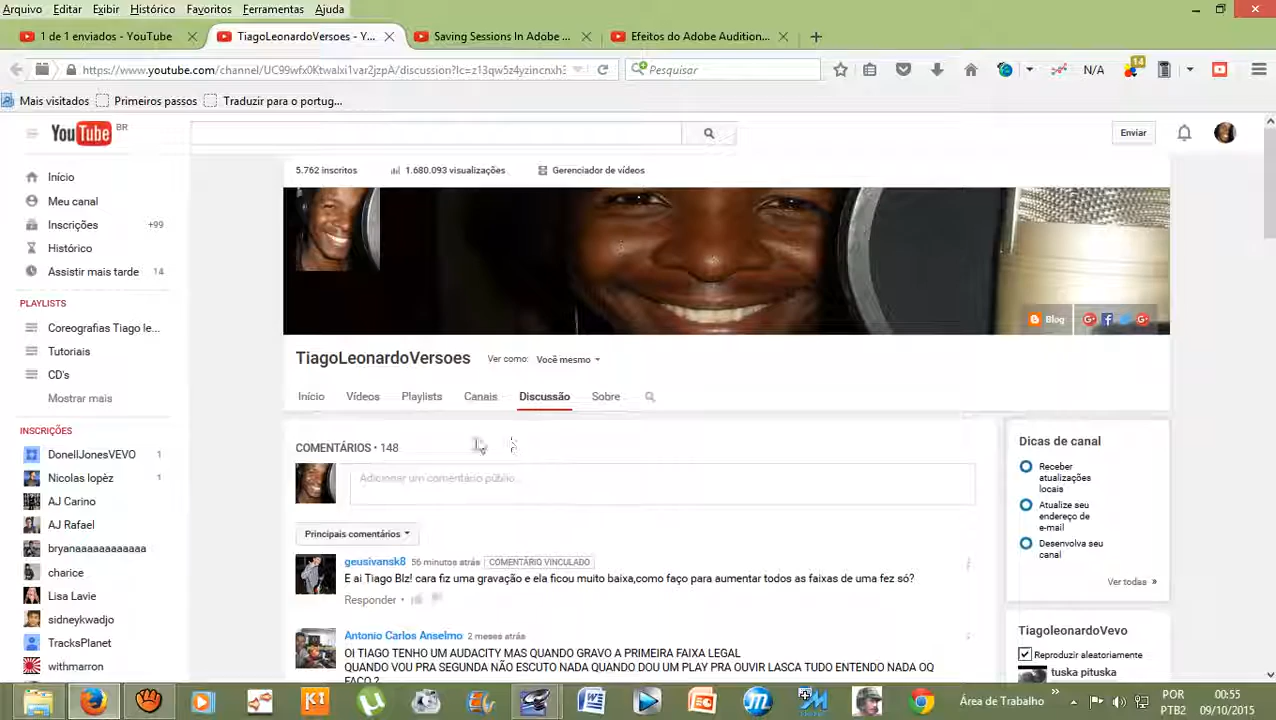 Arquivo Editar Exibir Histórico Favoritos Ferramentas Ajuda
1 de 1 enviados - YouTube
TiagoLeonardoVersoes - Y...
Saving Sessions In Adobe ...
Efeitos do Adobe Audition...
https://www.youtube.com/channel/UC99wfx0Ktwalxi1var2jzpA/discussion?lc=z13qw5z4yzincnxh3
Pesquisar
N/A
14
Mais visitados Primeiros passos Traduzir para o portug...
YouTube BR
Enviar
5.762 inscritos 1.680.093 visualizações Gerenciador de vídeos
Início
Meu canal
Inscrições +99
Histórico
Assistir mais tarde 14
PLAYLISTS
Coreografias Tiago le...
Tutoriais
CD's
Mostrar mais
INSCRIÇÕES
DonellJonesVEVO 1
Nicolas lopèz 1
AJ Carino
AJ Rafael
bryanaaaaaaaaaaaa
charice
Lisa Lavie
sidneykwadjo
TracksPlanet
withmarron
Blog
TiagoLeonardoVersoes Ver como: Você mesmo
Início Vídeos Playlists Canais Discussão Sobre
COMENTÁRIOS • 148
Adicionar um comentário público...
Principais comentários
geusivansk8 56 minutos atrás COMENTÁRIO VINCULADO
E ai Tiago Blz! cara fiz uma gravação e ela ficou muito baixa,como faço para aumentar todos as faixas de uma fez só?
Responder •
Antonio Carlos Anselmo 2 meses atrás
OI TIAGO TENHO UM AUDACITY MAS QUANDO GRAVO A PRIMEIRA FAIXA LEGAL
QUANDO VOU PRA SEGUNDA NÃO ESCUTO NADA QUANDO DOU UM PLAY PRA OUVIR LASCA TUDO ENTENDO NADA OQ
FAÇO ?
Dicas de canal
Receber
atualizações
locais
Atualize seu
endereço de
e-mail
Desenvolva seu
canal
Ver todas »
TiagoleonardoVevo
Reproduzir aleatoriamente
tuska pituska
Área de Trabalho »
POR
PTB2
00:55
09/10/2015